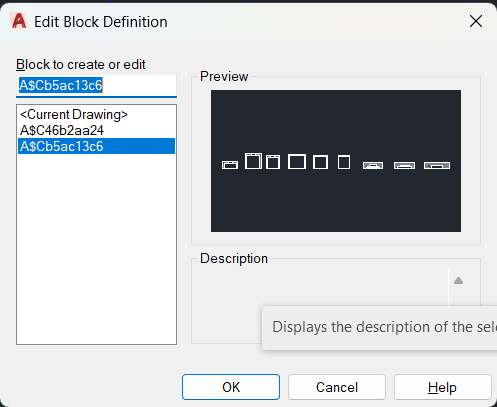 A Edit Block Definition
Block to create or edit
A$Cb5ac13c6
<Current Drawing>
A$C46b2aa24
A$Cb5ac13c6
Preview
Description
Displays the description of the sel
OK
Cancel
Help